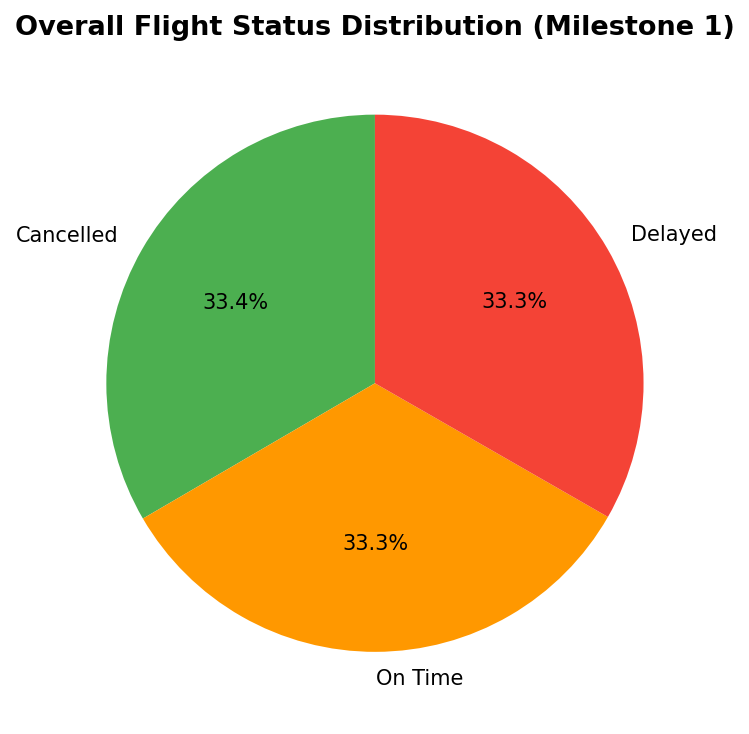 Overall Flight Status Distribution (Milestone 1)
Cancelled
Delayed
33.4%
33.3%
33.3%
On Time